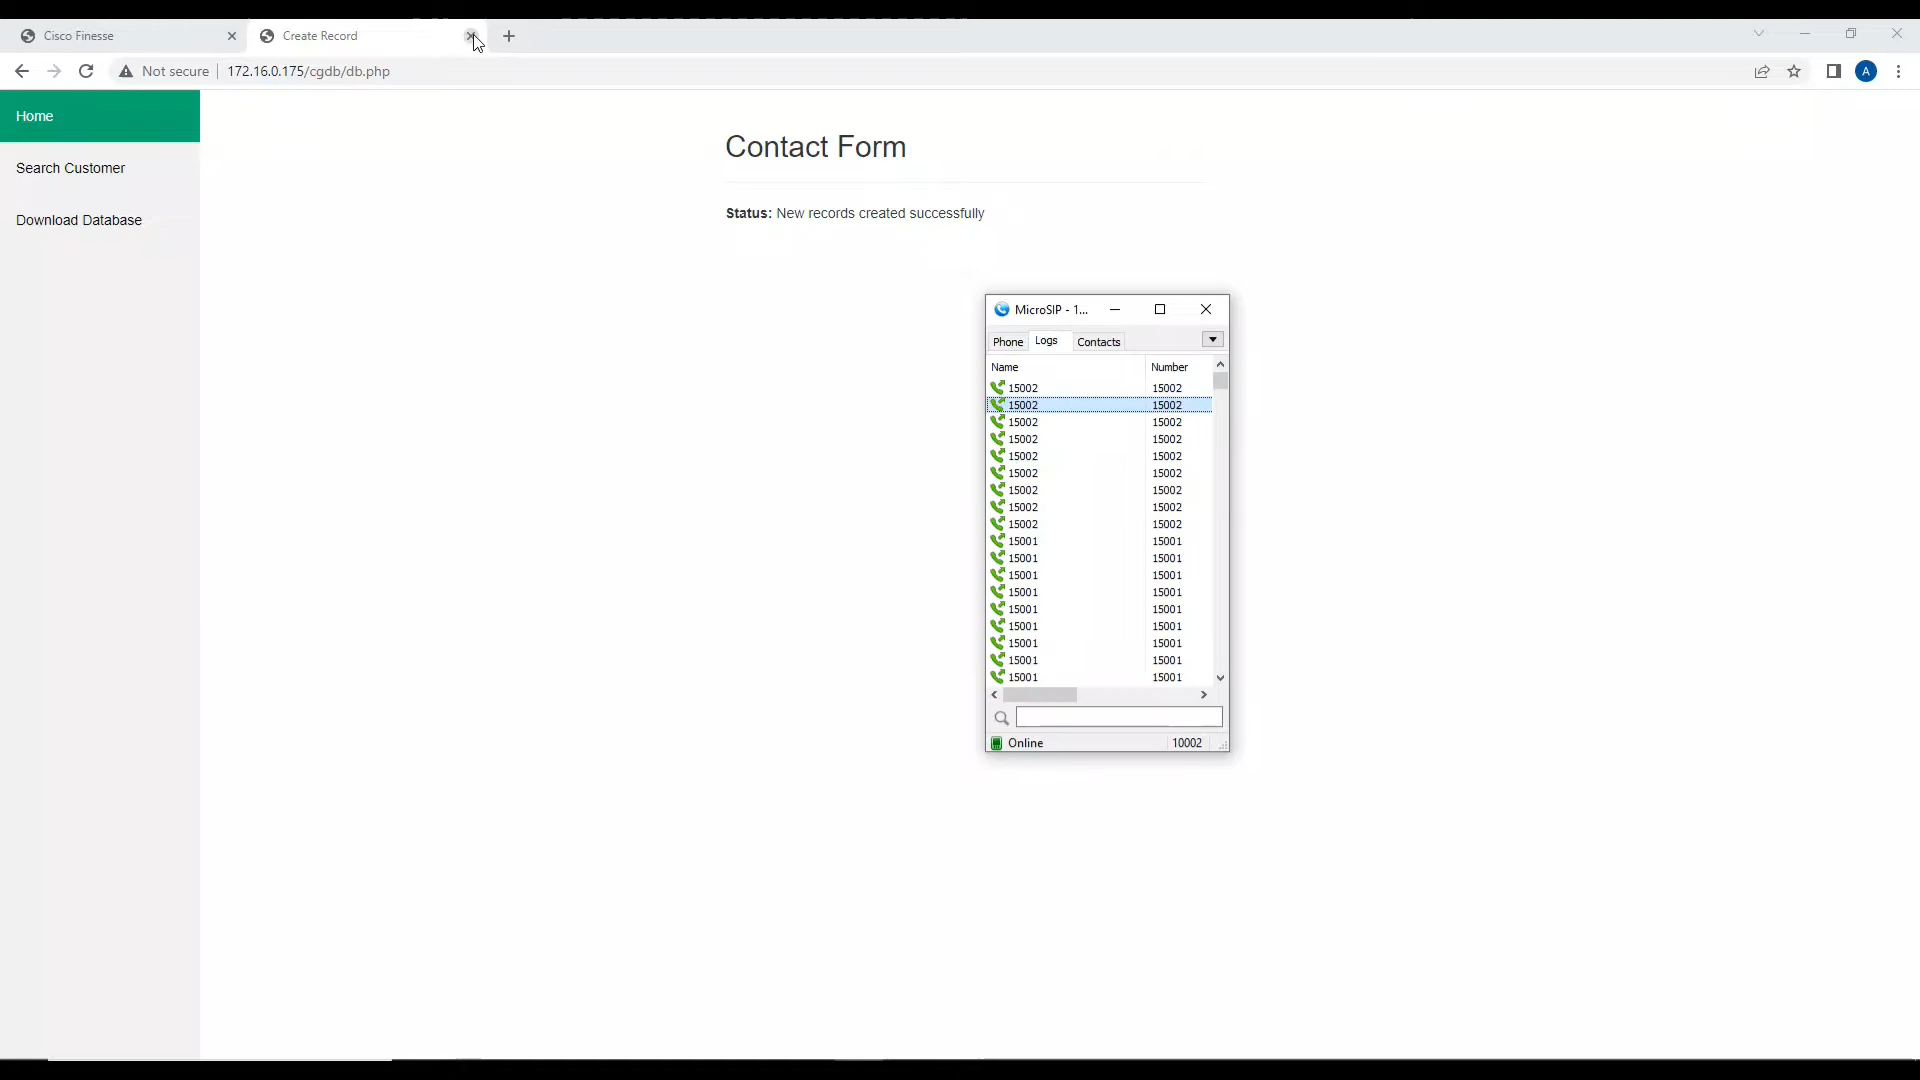 Cisco Finesse
Create Record
Not secure
172.16.0.175/cgdb/db.php
A
Home
Search Customer
Download Database
Contact Form
Status: New records created successfully
MicroSIP - 1...
Phone Logs Contacts
Name Number
15002 15002
15002 15002
15002 15002
15002 15002
15002 15002
15002 15002
15002 15002
15002 15002
15002 15002
15001 15001
15001 15001
15001 15001
15001 15001
15001 15001
15001 15001
15001 15001
15001 15001
15001 15001
Online 10002